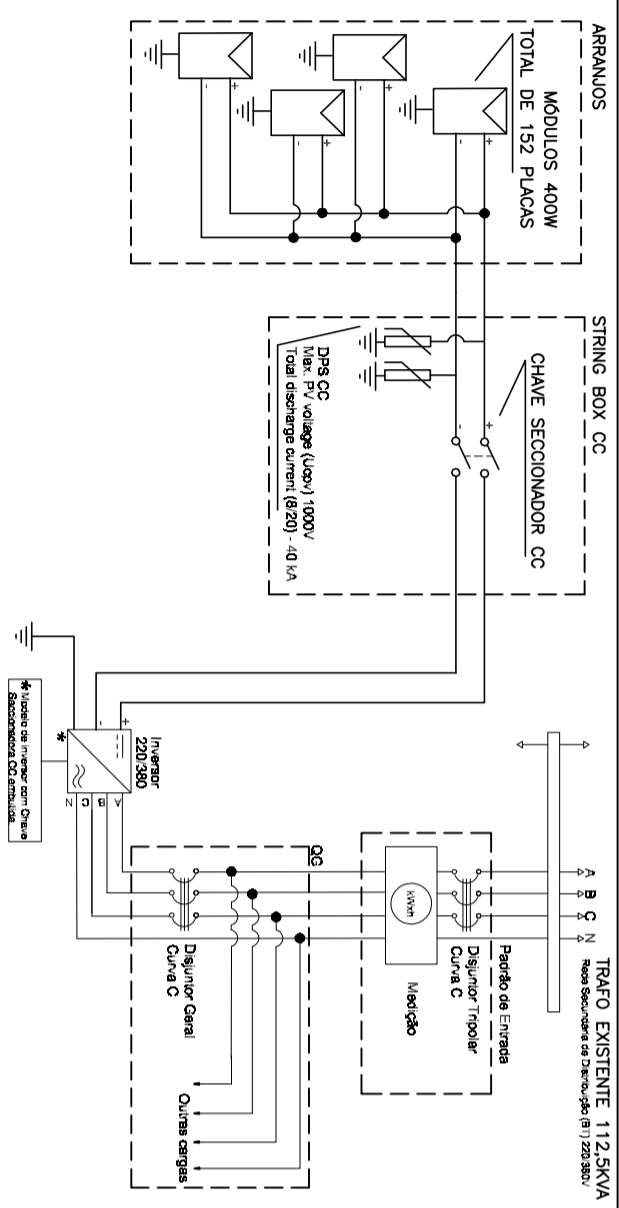 ARRANJOS
MÓDULOS 400W
TOTAL DE 152 PLACAS
+
-
+
-
+
-
+
-
STRING BOX CC
CHAVE SECCIONADOR CC
+
-
DPS CC
Max. PV voltage (Ucpv) 1000V
Total discharge current (8/20) - 40 kA
Inversor
220/380
+
-
*
A
B
C
N
* Modelo de inversor com Chave
Seccionadora CC embutida
QG
Disjuntor Geral
Curva C
Outras cargas
Padrão de Entrada
Disjuntor Tripolar
Curva C
kWxh
Medição
A
B
C
N
TRAFO EXISTENTE 112,5KVA
Rede Secundária de Distribuição (BT) 220/380V